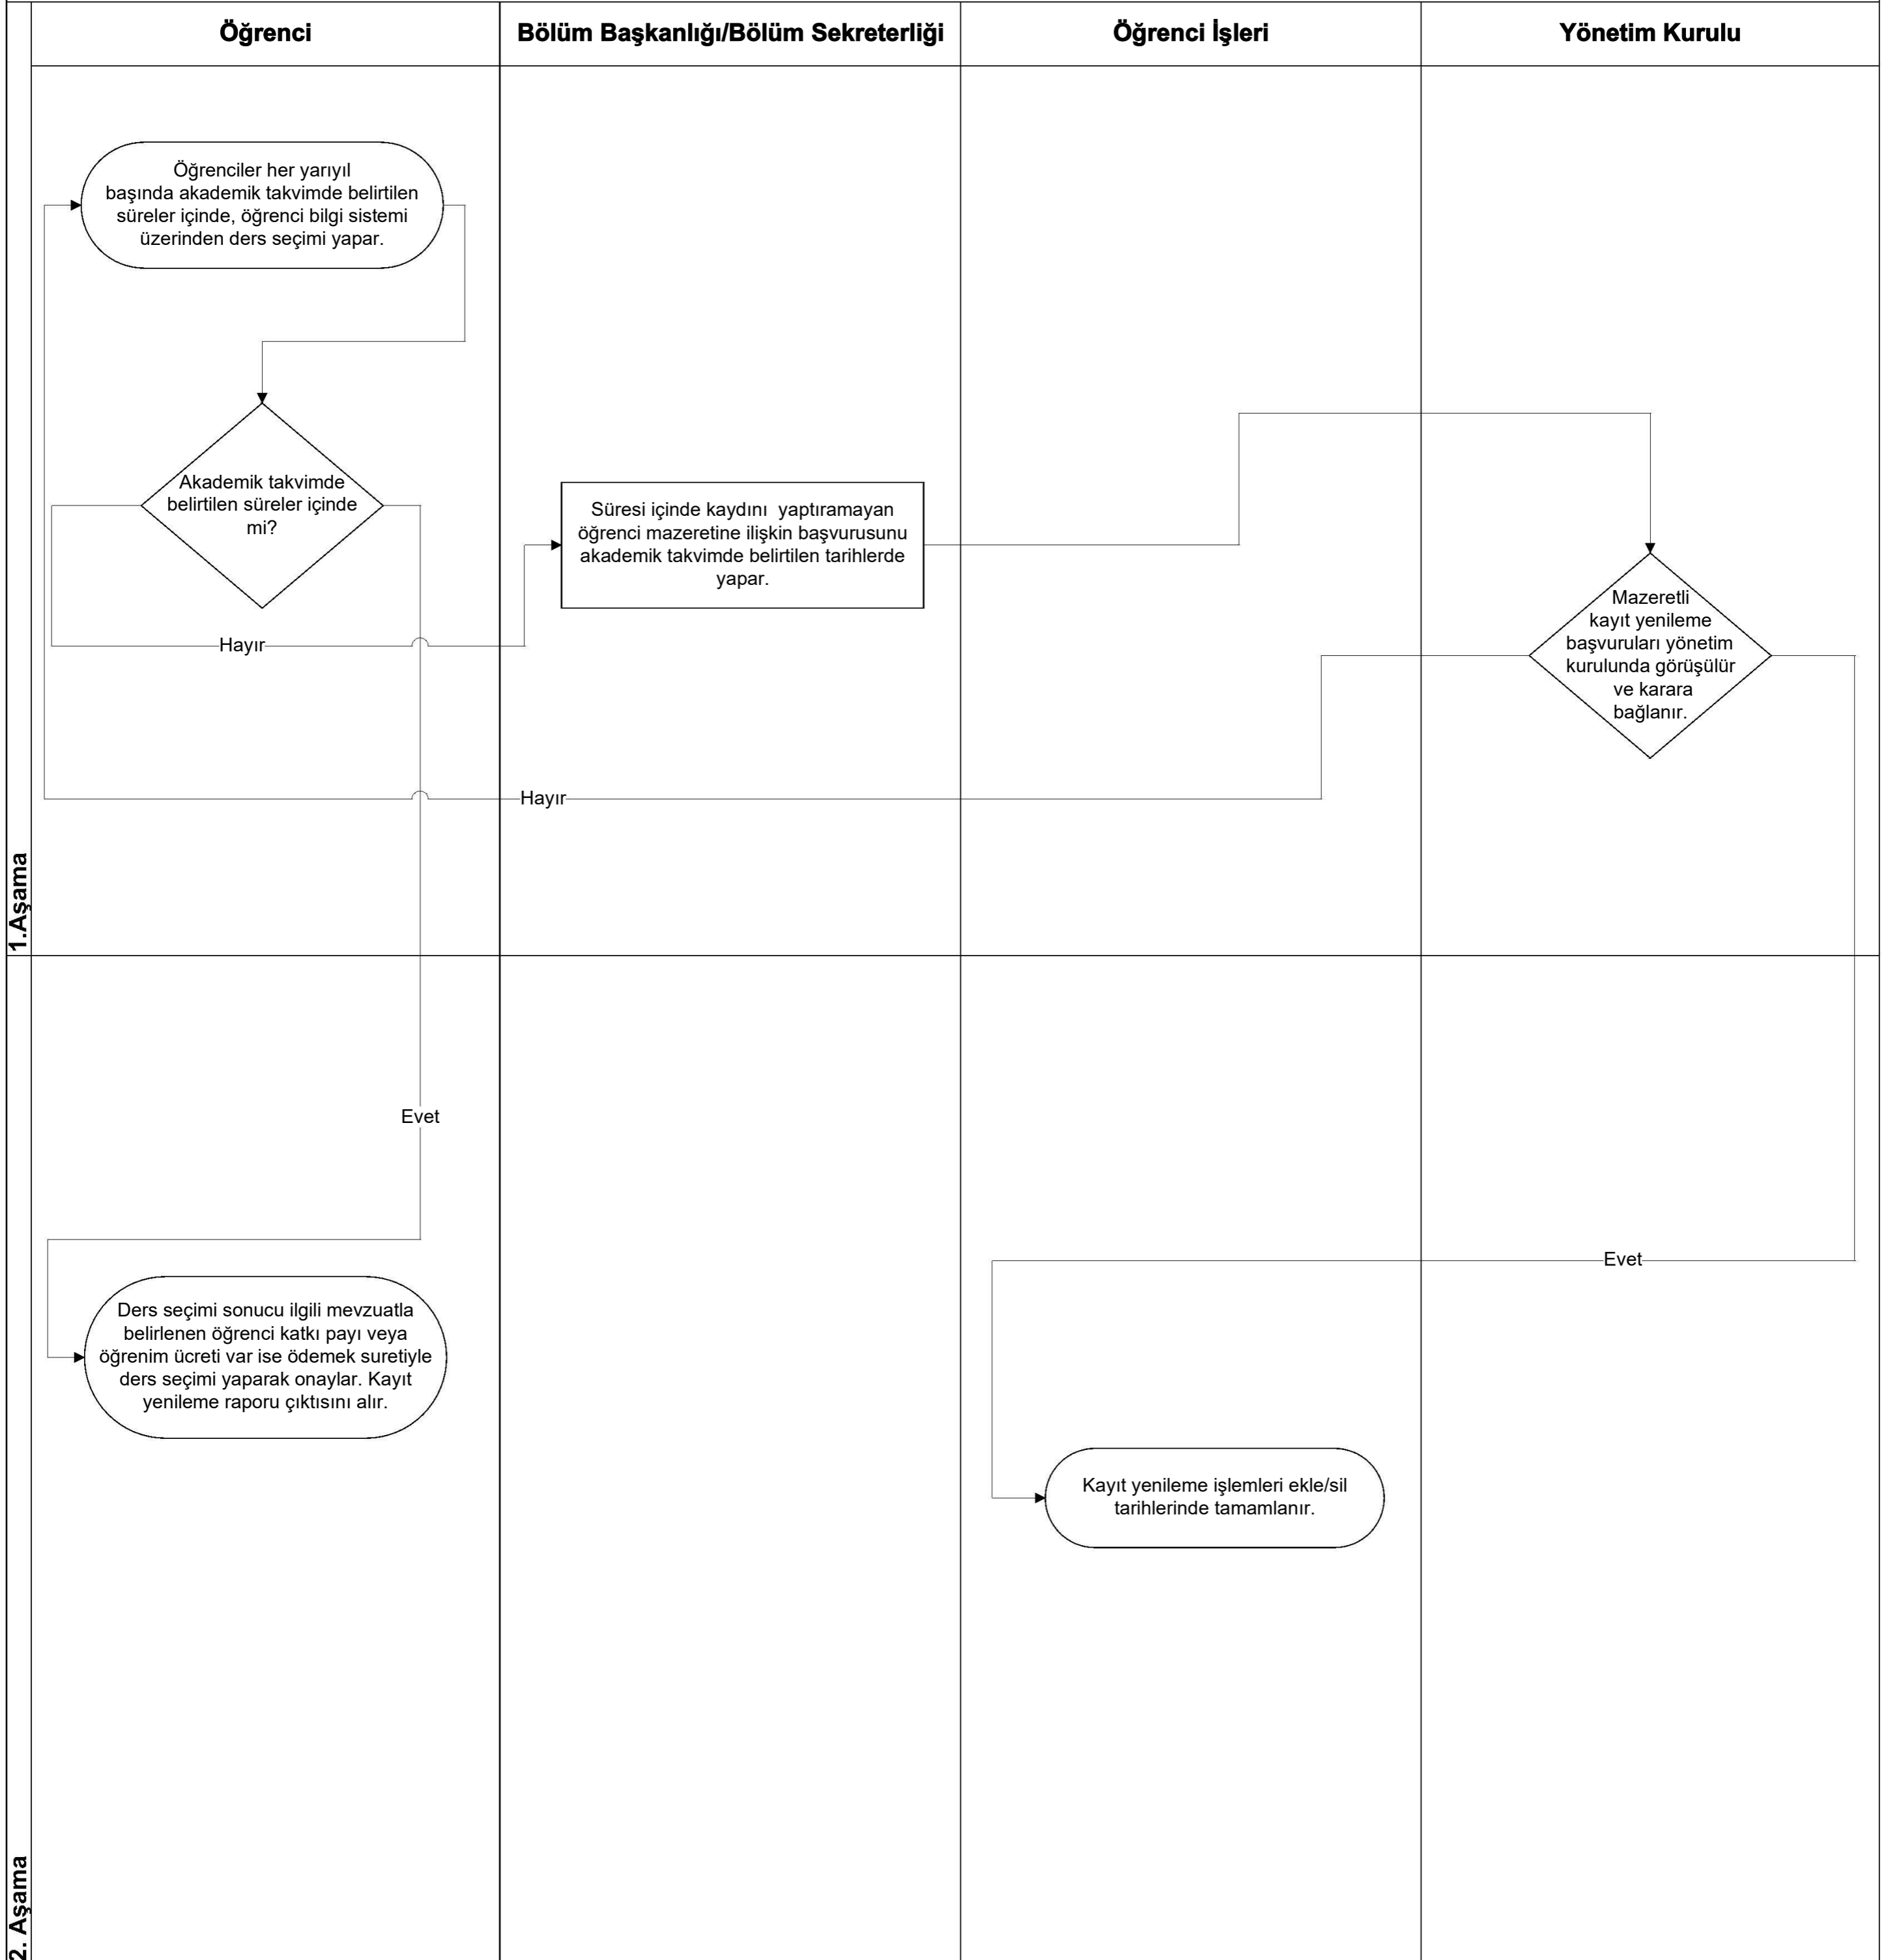 Öğrenci
Bölüm Başkanlığı/Bölüm Sekreterliği
Öğrenci İşleri
Yönetim Kurulu
1.Aşama
Öğrenciler her yarıyıl
başında akademik takvimde belirtilen
süreler içinde, öğrenci bilgi sistemi
üzerinden ders seçimi yapar.
Akademik takvimde
belirtilen süreler içinde
mi?
Hayır
Süresi içinde kaydını  yaptıramayan
öğrenci mazeretine ilişkin başvurusunu
akademik takvimde belirtilen tarihlerde
yapar.
Mazeretli
kayıt yenileme
başvuruları yönetim
kurulunda görüşülür
ve karara
bağlanır.
Hayır
2. Aşama
Evet
Ders seçimi sonucu ilgili mevzuatla
belirlenen öğrenci katkı payı veya
öğrenim ücreti var ise ödemek suretiyle
ders seçimi yaparak onaylar. Kayıt
yenileme raporu çıktısını alır.
Evet
Kayıt yenileme işlemleri ekle/sil
tarihlerinde tamamlanır.